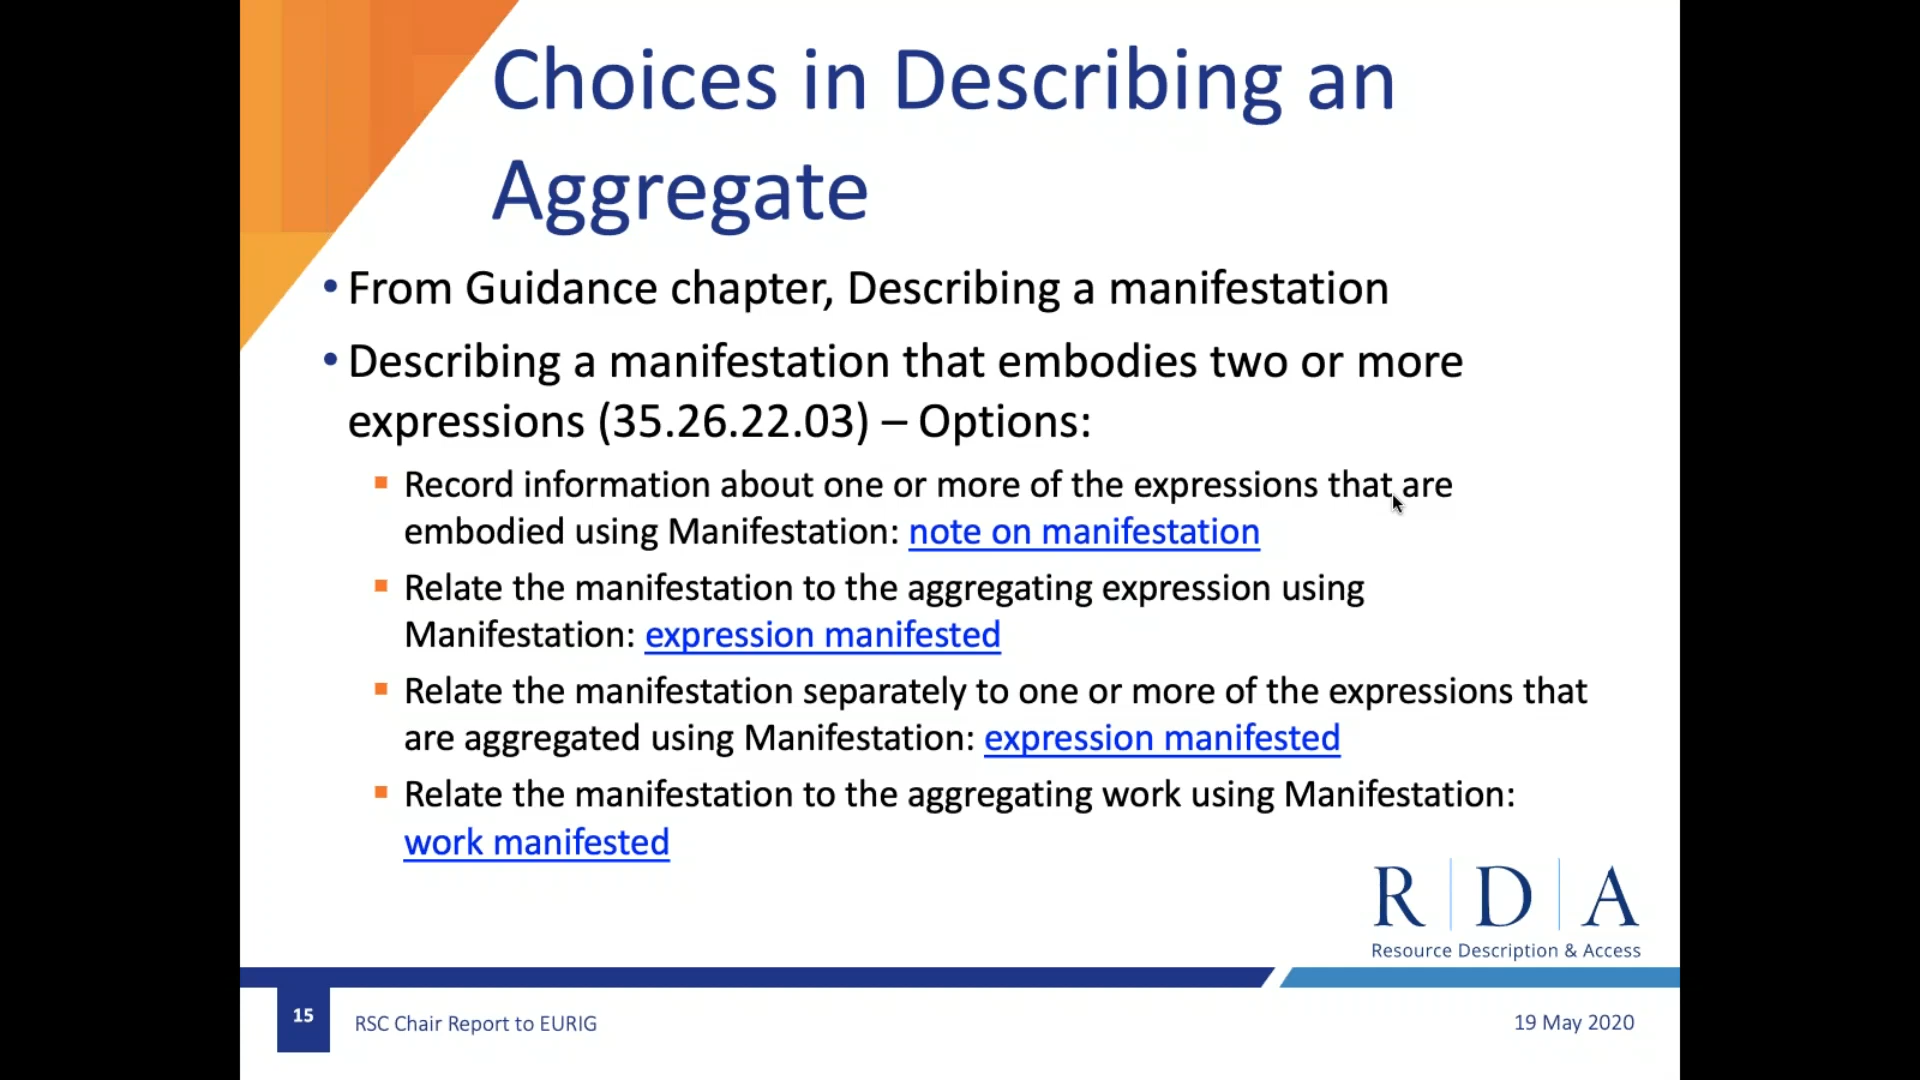 Choices in Describing an
Aggregate
• From Guidance chapter, Describing a manifestation
• Describing a manifestation that embodies two or more
expressions (35.26.22.03) – Options:
▪ Record information about one or more of the expressions that are
embodied using Manifestation: note on manifestation
▪ Relate the manifestation to the aggregating expression using
Manifestation: expression manifested
▪ Relate the manifestation separately to one or more of the expressions that
are aggregated using Manifestation: expression manifested
▪ Relate the manifestation to the aggregating work using Manifestation:
work manifested
R D A
Resource Description & Access
15
RSC Chair Report to EURIG
19 May 2020